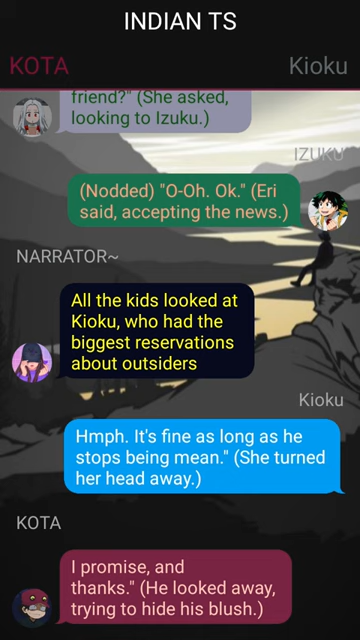 INDIAN TS
KOTA
Kioku
friend?" (She asked,
looking to Izuku.)
IZUKU
(Nodded) "O-Oh. Ok." (Eri
said, accepting the news.)
NARRATOR~
All the kids looked at
Kioku, who had the
biggest reservations
about outsiders
Kioku
Hmph. It's fine as long as he
stops being mean." (She turned
her head away.)
KOTA
I promise, and
thanks." (He looked away,
trying to hide his blush.)